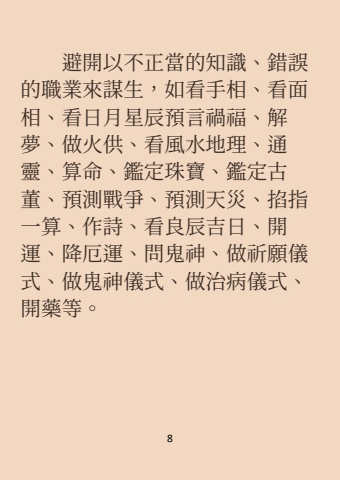 避開以不正當的知識、錯誤
的職業來謀生，如看手相、看面
相、看日月星辰預言禍福、解
夢、做火供、看風水地理、通
靈、算命、鑑定珠寶、鑑定古
董、預測戰爭、預測天災、掐指
一算、作詩、看良辰吉日、開
運、降厄運、問鬼神、做祈願儀
式、做鬼神儀式、做治病儀式、
開藥等。
8